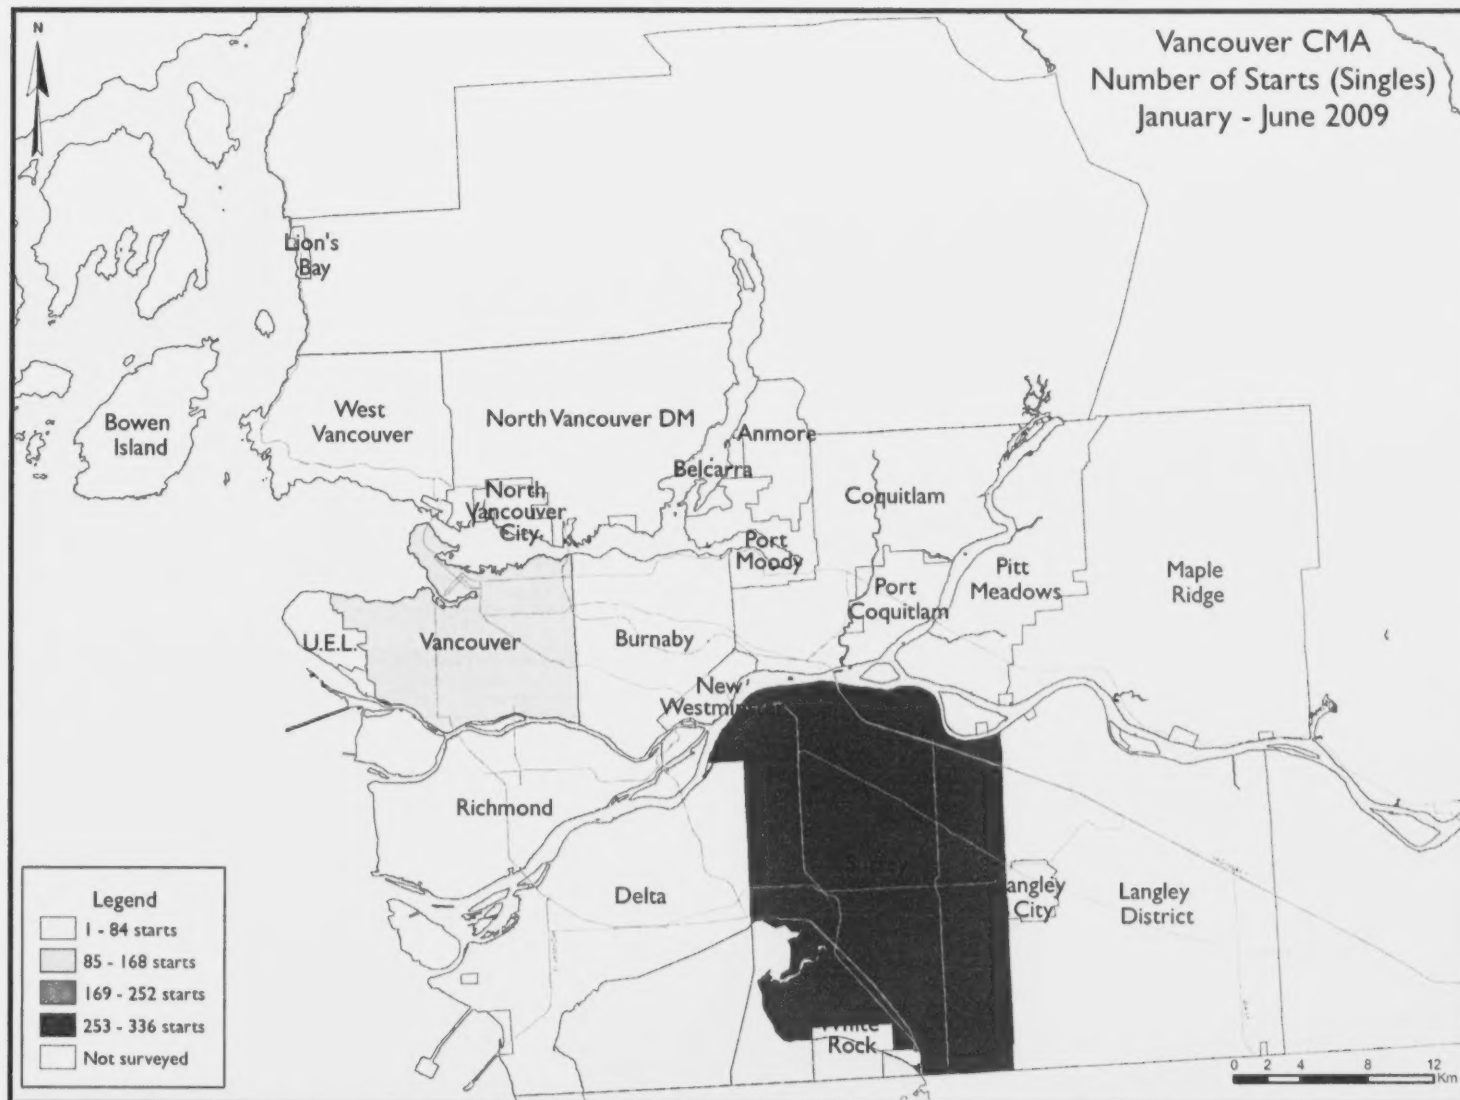 N
Vancouver CMA
Number of Starts (Singles)
January - June 2009
Lion's
Bay
Bowen
Island
West
Vancouver
North Vancouver DM
Anmore
Belcarra
North
Vancouver
City
Coquitlam
Port
Moody
Port
Coquitlam
Pitt
Meadows
Maple
Ridge
U.E.L.
Vancouver
Burnaby
New
Westminster
Richmond
Surrey
Delta
Langley
City
Langley
District
White
Rock
Legend
1 - 84 starts
85 - 168 starts
169 - 252 starts
253 - 336 starts
Not surveyed
0 2 4 8 12
Km